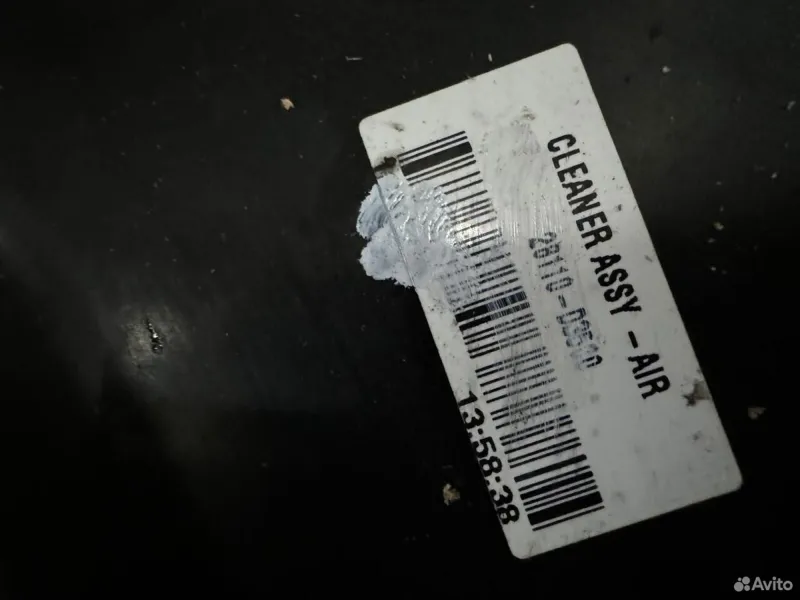 CLEANER ASSY - AIR
13:58:38
Avito